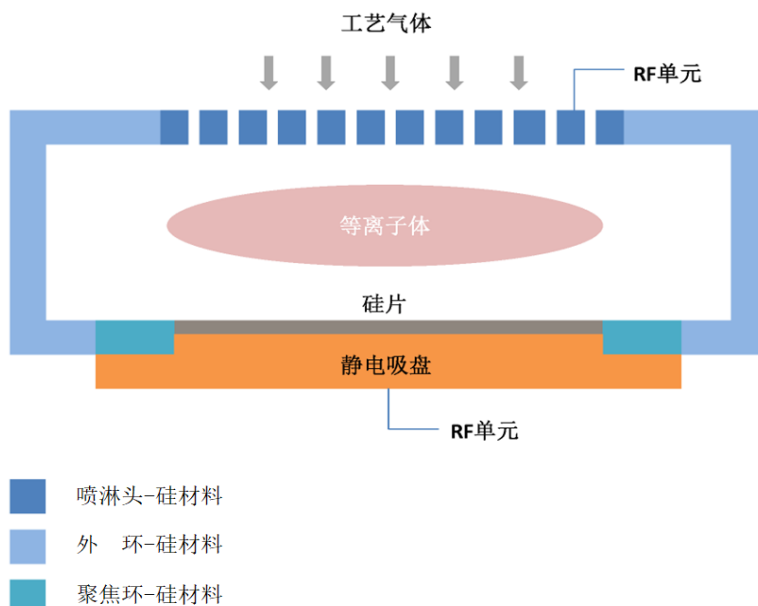 工艺气体
RF单元
等离子体
硅片
静电吸盘
RF单元
喷淋头-硅材料
外 环-硅材料
聚焦环-硅材料